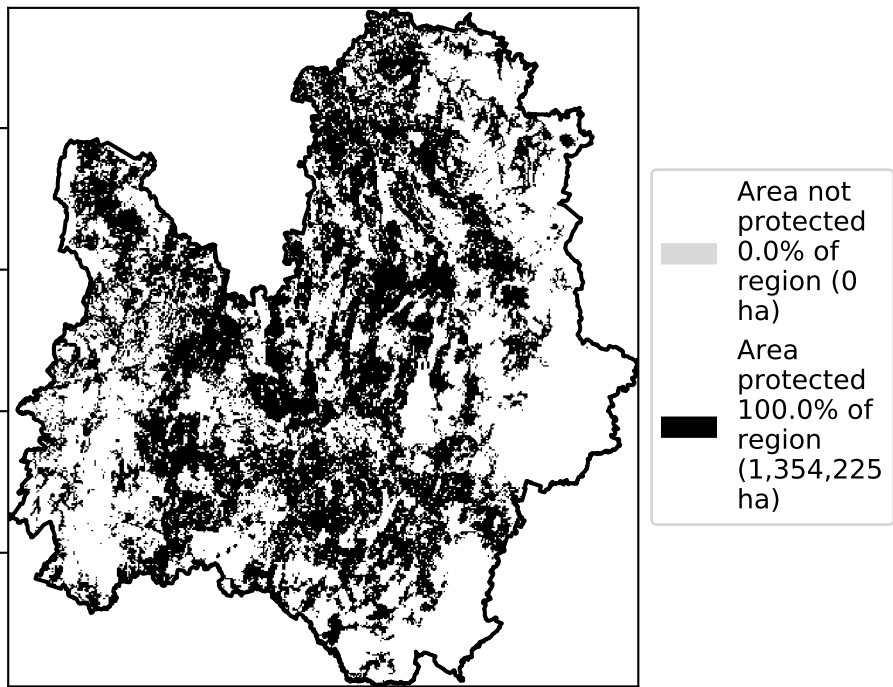 Area not
protected
0.0% of
region (0
ha)
Area
protected
100.0% of
region
(1,354,225
ha)